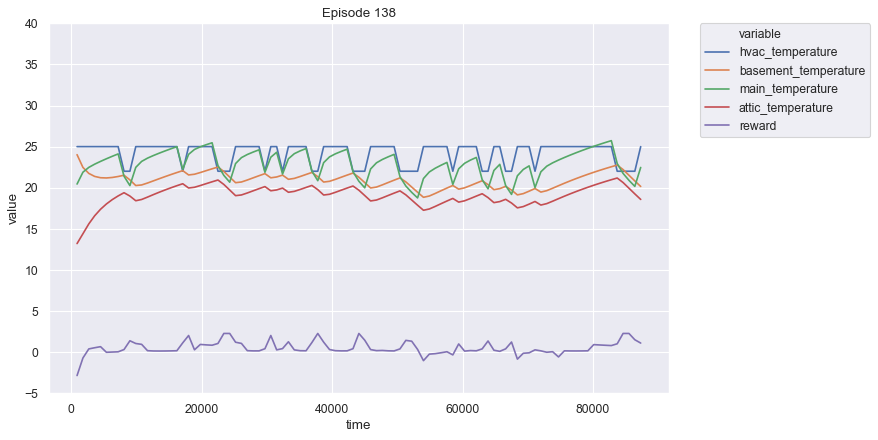 Episode 138
40
35
30
25
20
15
10
5
0
−5
value
0
20000
40000
60000
80000
time
variable
hvac_temperature
basement_temperature
main_temperature
attic_temperature
reward